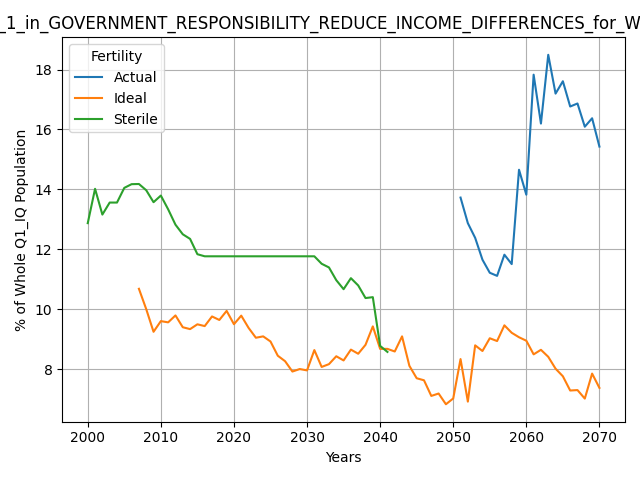 _1_in_GOVERNMENT_RESPONSIBILITY_REDUCE_INCOME_DIFFERENCES_for_W
Fertility
Actual
Ideal
Sterile
% of Whole Q1_IQ Population
18
16
14
12
10
8
2000 2010 2020 2030 2040 2050 2060 2070
Years